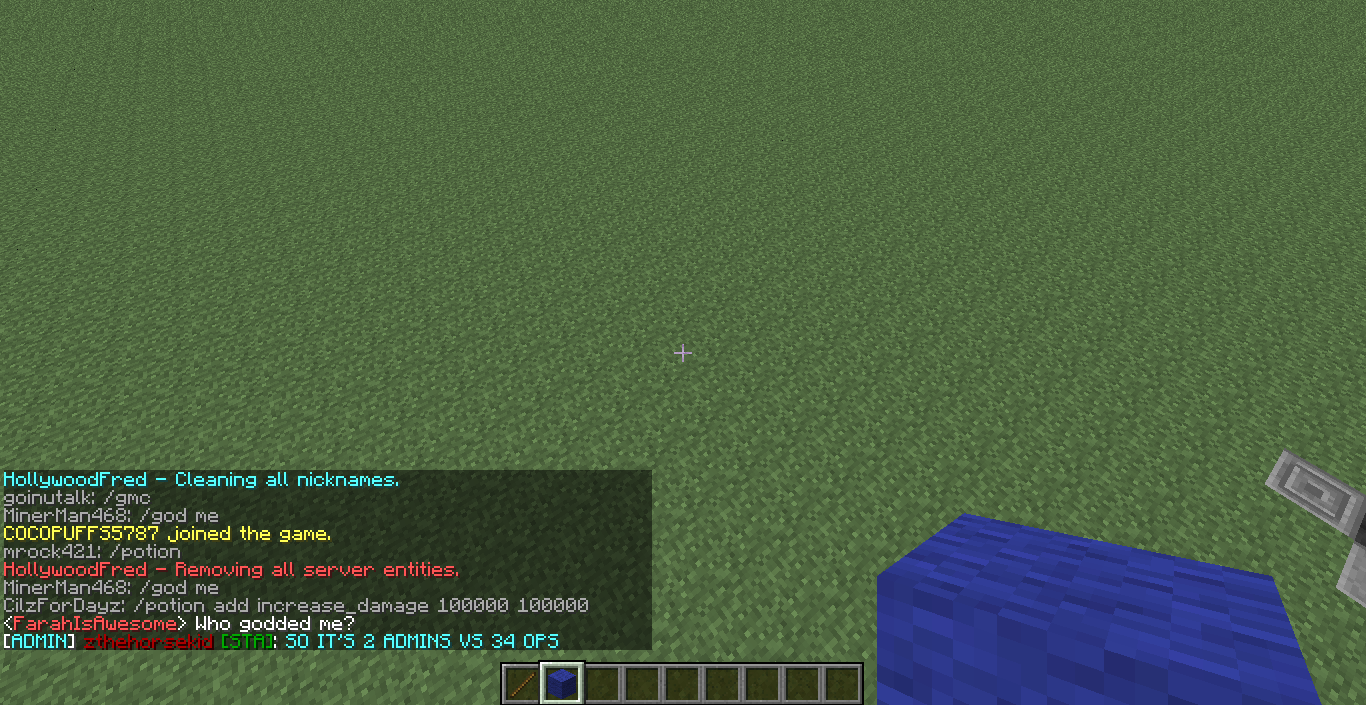 HollywoodFred - Cleaning all nicknames.
goinutalk: /gmc
MinerMan468: /god me
COCOPUFFS5787 joined the game.
mrock421: /potion
HollywoodFred - Removing all server entities.
MinerMan468: /god me
CilzForDayz: /potion add increase_damage 100000 100000
<FarahIsAwesome> Who godded me?
[ADMIN] zthehorsekid [STA]: SO IT'S 2 ADMINS VS 34 OPS